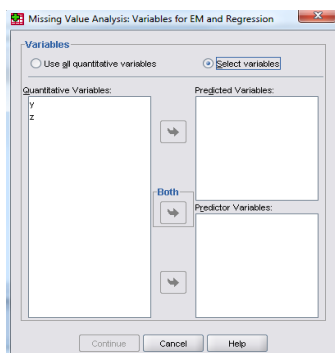 Missing Value Analysis: Variables for EM and Regression
Variables
Use all quantitative variables
Select variables
Quantitative Variables:
y
z
Predicted Variables:
Both
Predictor Variables:
Continue
Cancel
Help